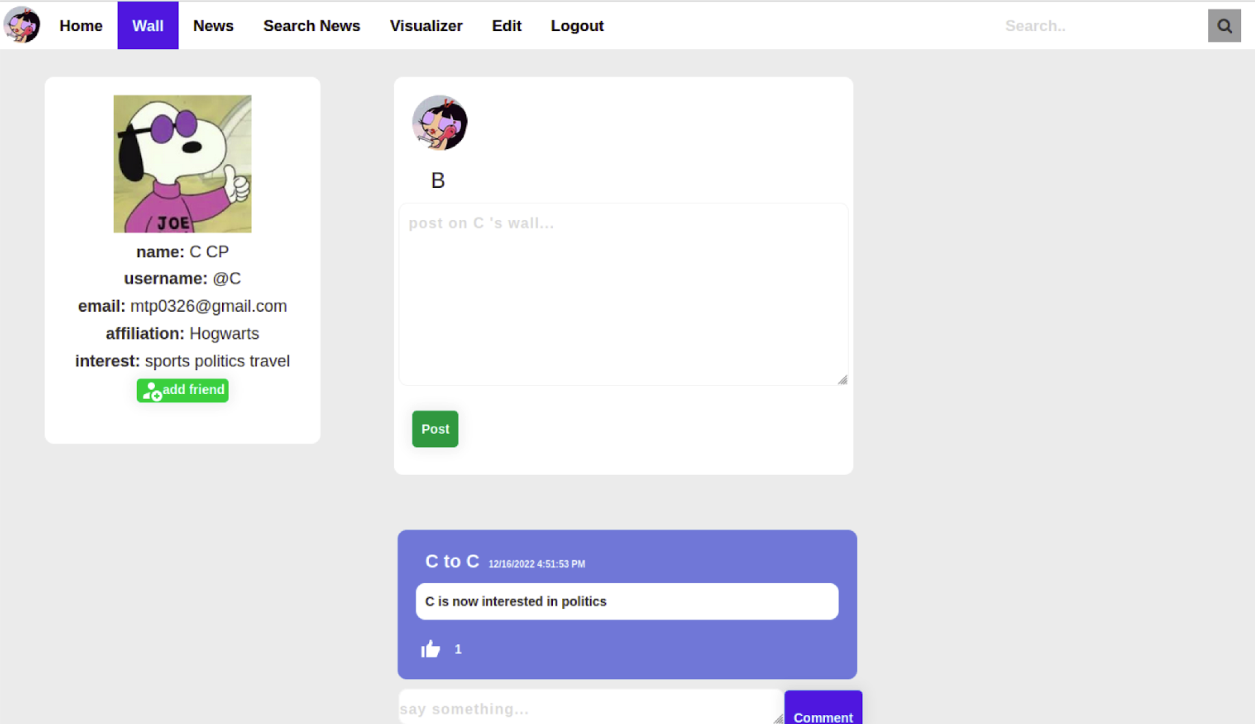 Home Wall News Search News Visualizer Edit Logout Search..
JOE
name: C CP
username: @C
email: mtp0326@gmail.com
affiliation: Hogwarts
interest: sports politics travel
add friend
B
post on C 's wall...
Post
C to C 12/16/2022 4:51:53 PM
C is now interested in politics
1
say something...
Comment